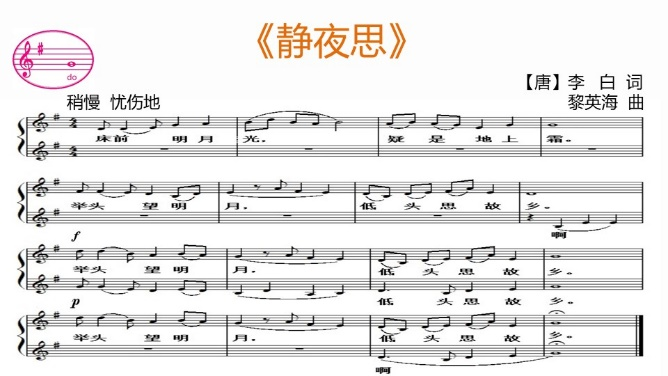 《静夜思》
do
【唐】李 白 词
稍慢 忧伤地
黎英海 曲
床前 明月 光， 疑 是 地上 霜。
举头 望明 月， 低 头 思 故 乡。
f 啊
举头 望明 月， 低 头 思 故 乡。
p 低 头 思 故 乡。
举头 望明 月， 低 头 思 故 乡。
啊